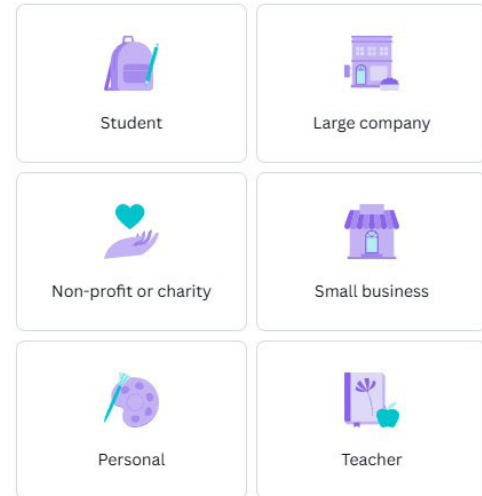 Student
Large company
Non-profit or charity
Small business
Personal
Teacher